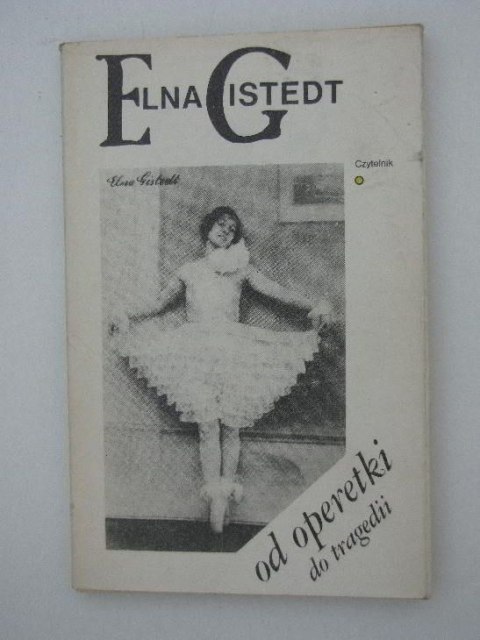 ELNA GISTEDT
Czytelnik
Elna Gistedt
od operetki
do tragedii